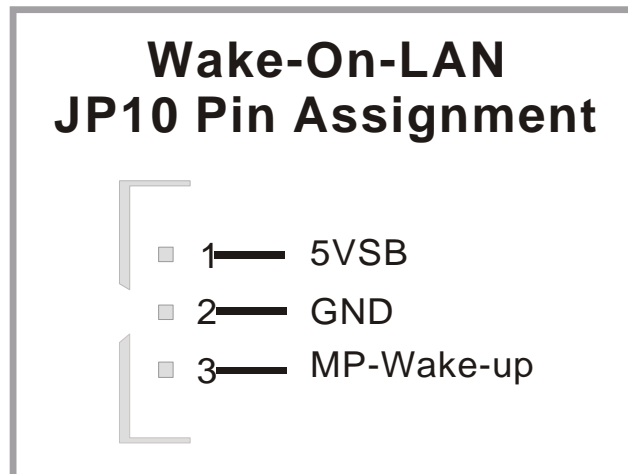 Wake-On-LAN
JP10 Pin Assignment
1 5VSB
2 GND
3 MP-Wake-up